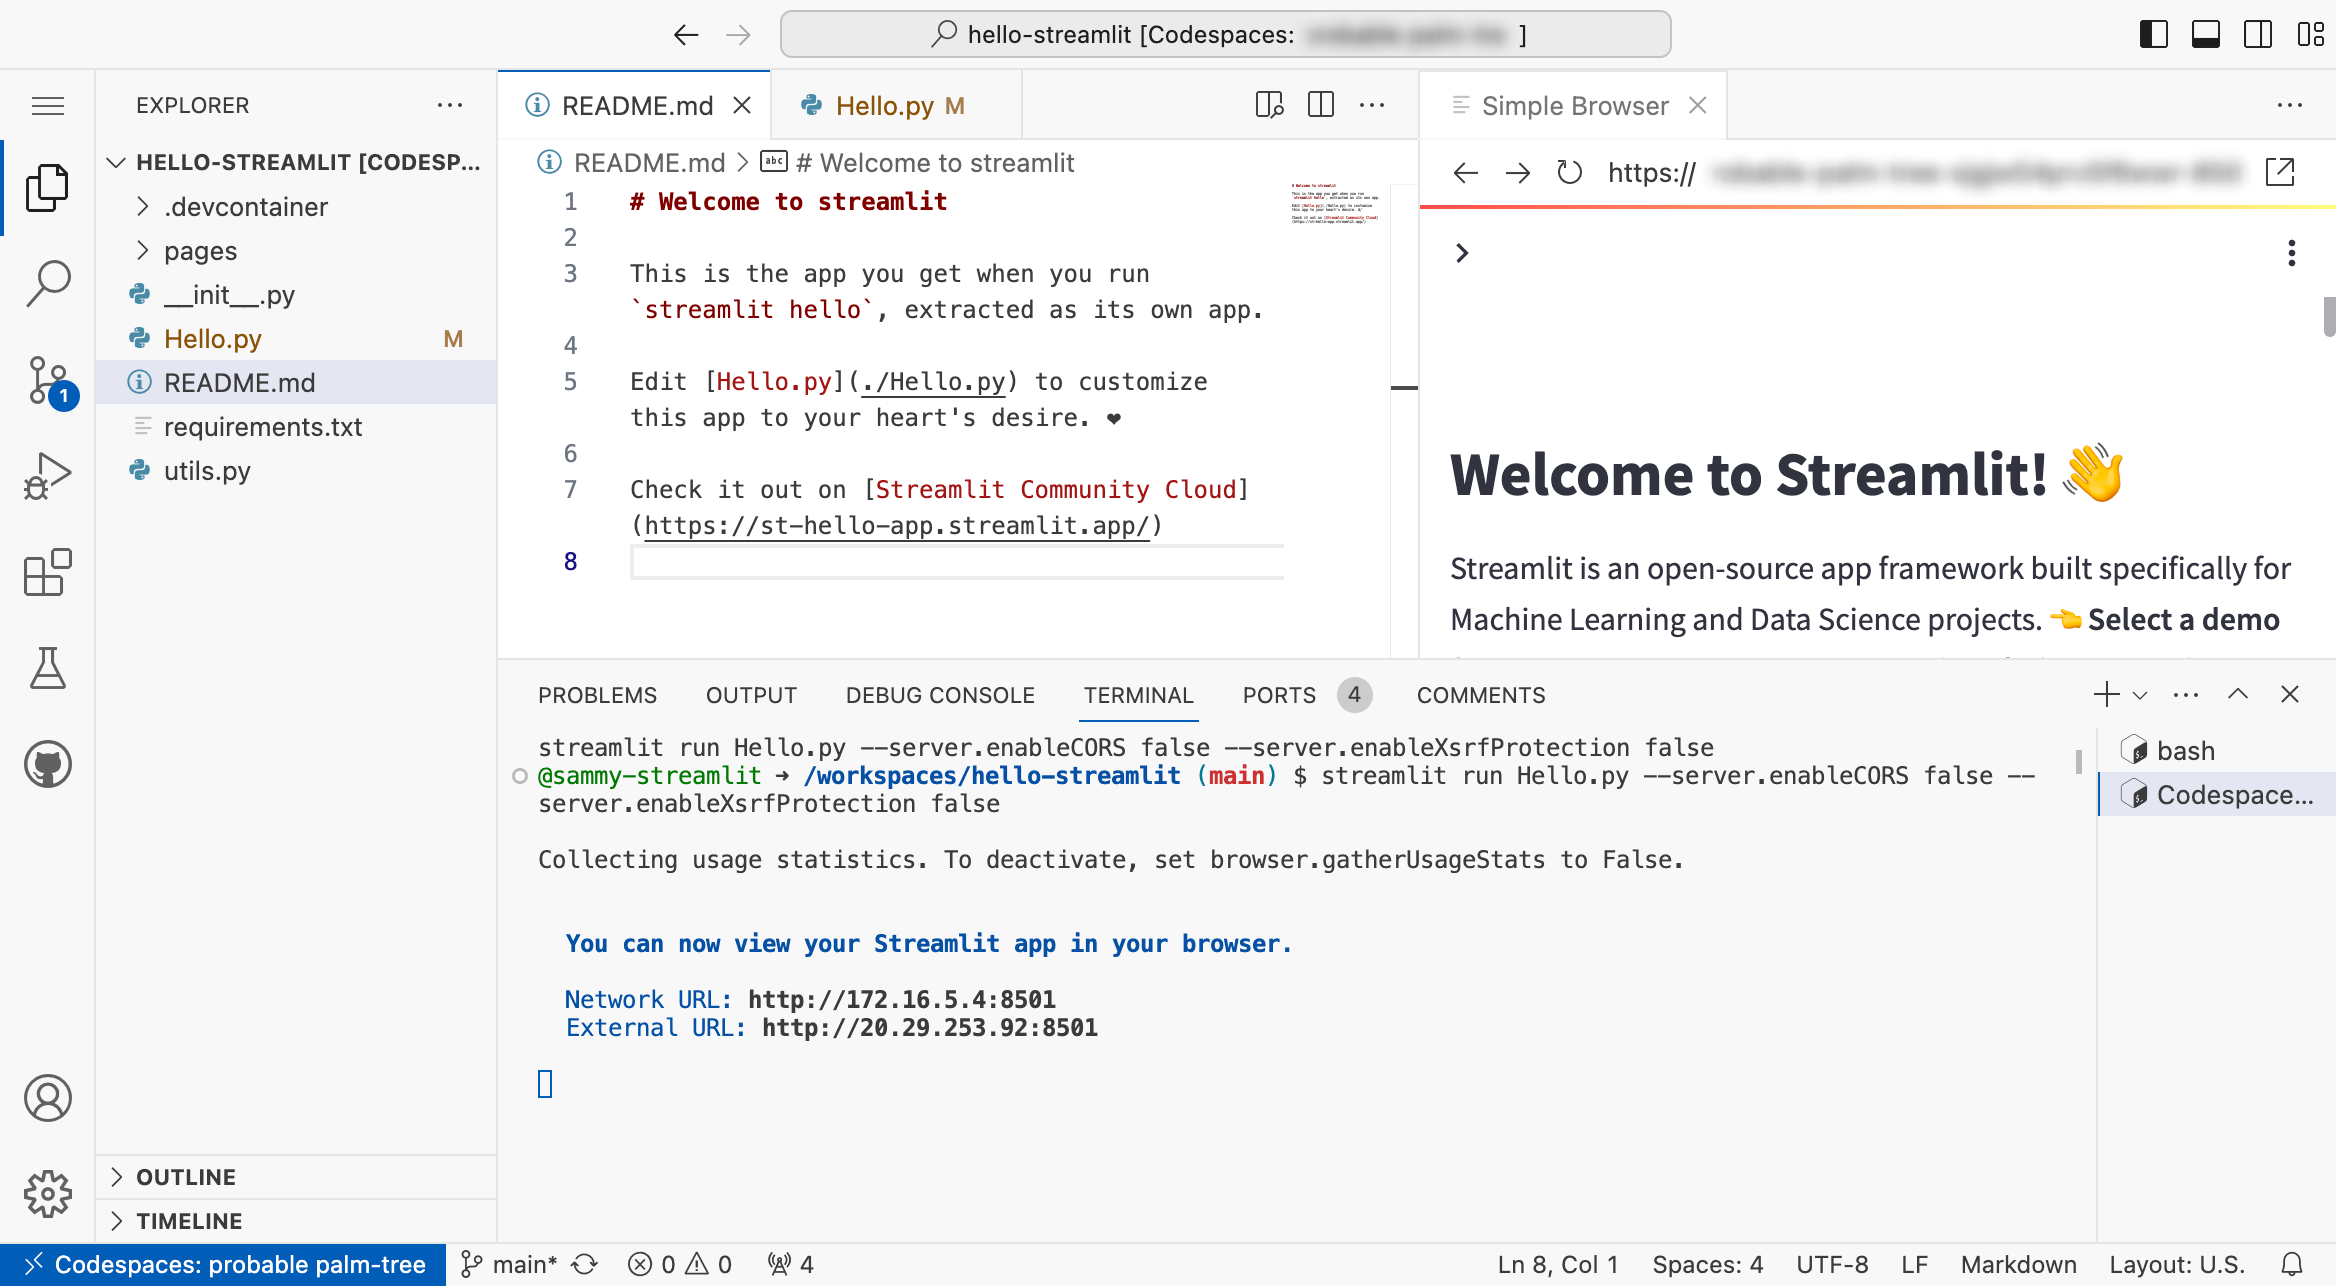 hello-streamlit [Codespaces: ]
EXPLORER
HELLO-STREAMLIT [CODESP...
.devcontainer
pages
__init__.py
Hello.py M
README.md
requirements.txt
utils.py
1
OUTLINE
TIMELINE
README.md
Hello.py M
README.md > # Welcome to streamlit
1 # Welcome to streamlit
2
3 This is the app you get when you run
`streamlit hello`, extracted as its own app.
4
5 Edit [Hello.py](./Hello.py) to customize
this app to your heart's desire. ❤
6
7 Check it out on [Streamlit Community Cloud]
(https://st-hello-app.streamlit.app/)
8
Simple Browser
https://
Welcome to Streamlit! 👋
Streamlit is an open-source app framework built specifically for
Machine Learning and Data Science projects. 👈 Select a demo
PROBLEMS OUTPUT DEBUG CONSOLE TERMINAL PORTS 4 COMMENTS
streamlit run Hello.py --server.enableCORS false --server.enableXsrfProtection false
@sammy-streamlit ➜ /workspaces/hello-streamlit (main) $ streamlit run Hello.py --server.enableCORS false --
server.enableXsrfProtection false
Collecting usage statistics. To deactivate, set browser.gatherUsageStats to False.
You can now view your Streamlit app in your browser.
Network URL: http://172.16.5.4:8501
External URL: http://20.29.253.92:8501
bash
Codespace...
Codespaces: probable palm-tree main* 0 0 4 Ln 8, Col 1 Spaces: 4 UTF-8 LF Markdown Layout: U.S.